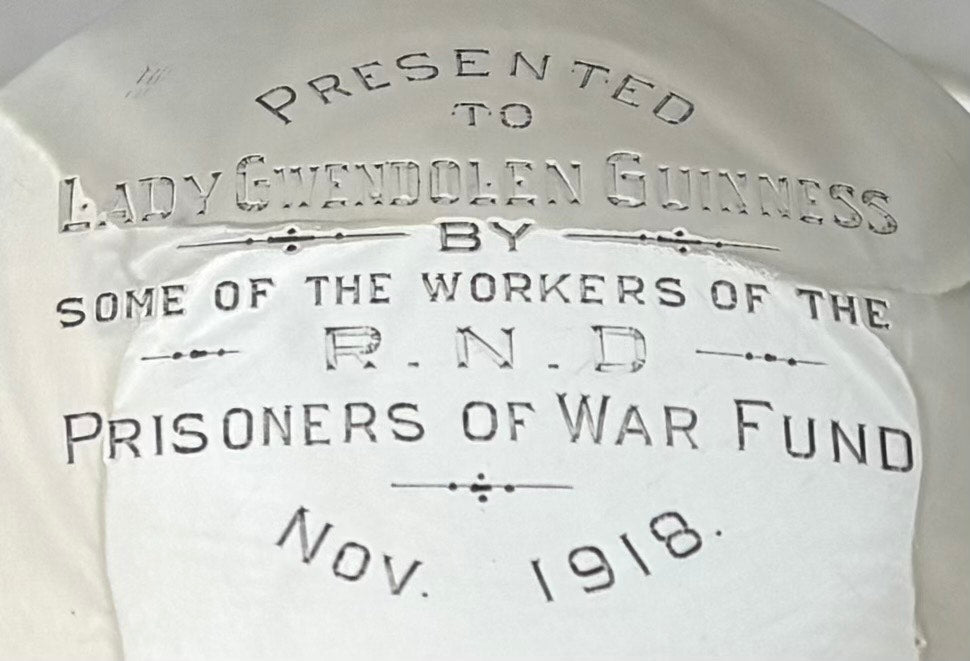 PRESENTED
TO
LADY GWENDOLEN GUINNESS
BY
SOME OF THE WORKERS OF THE
R.N.D
PRISONERS OF WAR FUND
NOV. 1918.